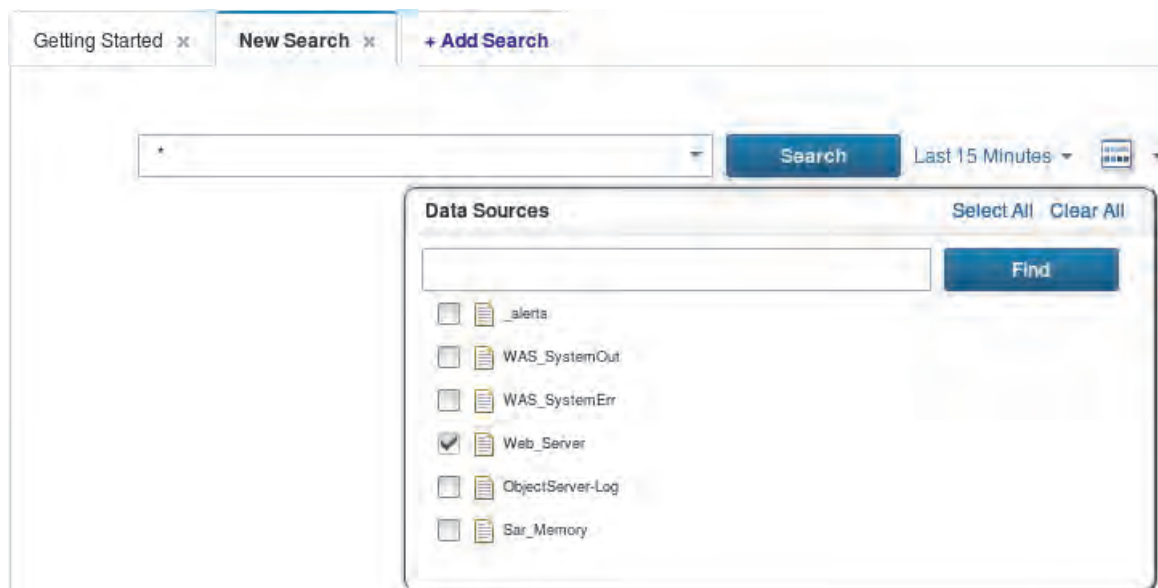 Getting Started x New Search x + Add Search
* Search Last 15 Minutes
Data Sources Select All Clear All
Find
_alerts
WAS_SystemOut
WAS_SystemErr
Web_Server
ObjectServer-Log
Sar_Memory